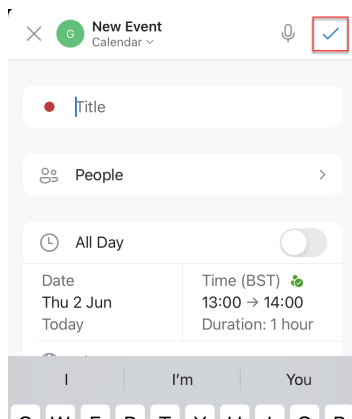 G
New Event
Calendar
Title
People
All Day
Date
Thu 2 Jun
Today
Time (BST)
13:00 → 14:00
Duration: 1 hour
I
I'm
You